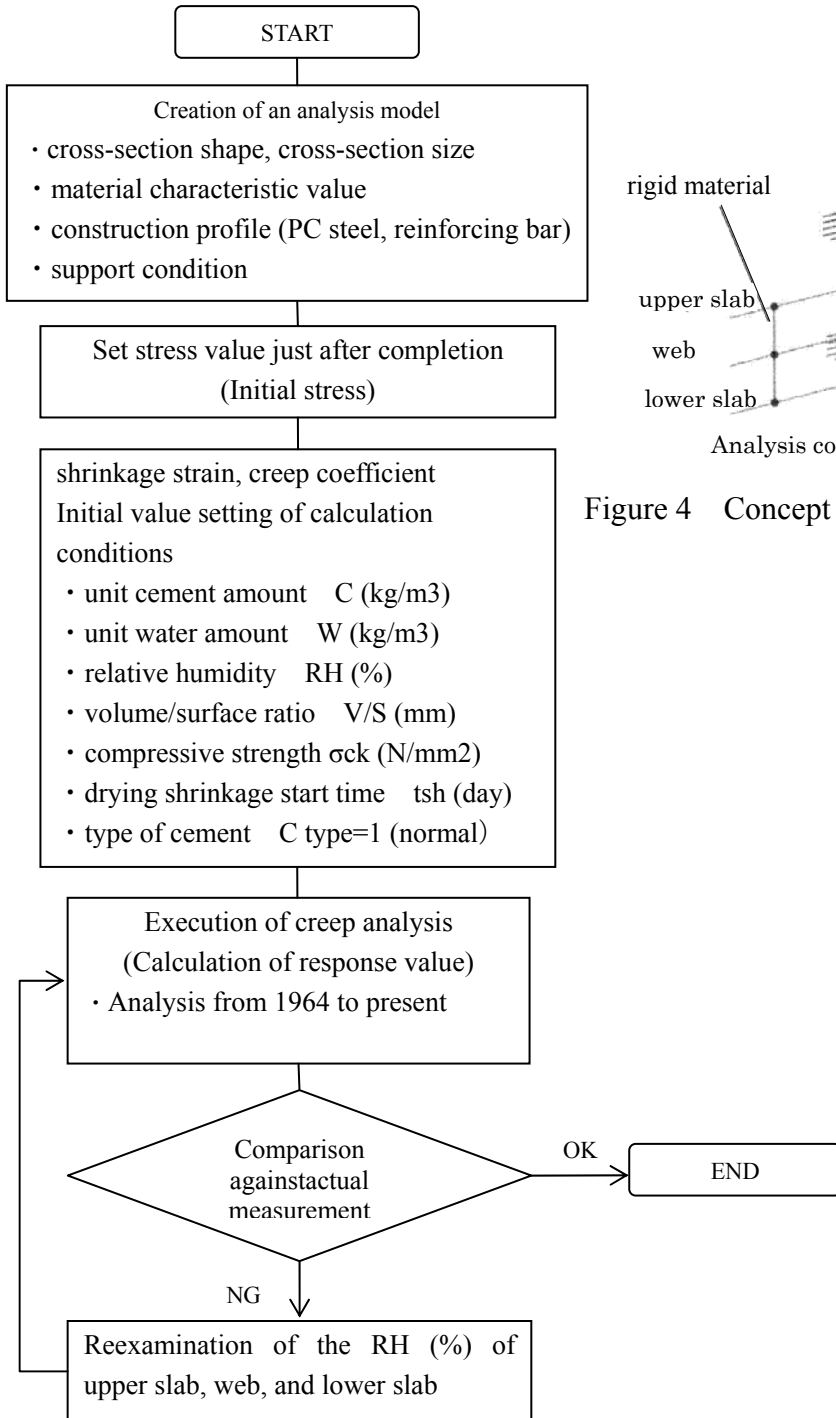 START
Creation of an analysis model
・cross-section shape, cross-section size
・material characteristic value
・construction profile (PC steel, reinforcing bar)
・support condition
Set stress value just after completion
(Initial stress)
shrinkage strain, creep coefficient
Initial value setting of calculation
conditions
・unit cement amount　C (kg/m3)
・unit water amount　W (kg/m3)
・relative humidity　RH (%)
・volume/surface ratio　V/S (mm)
・compressive strength σck (N/mm2)
・drying shrinkage start time　tsh (day)
・type of cement　C type=1 (normal）
Execution of creep analysis
(Calculation of response value)
・Analysis from 1964 to present
Comparison
againstactual
measurement
OK
END
NG
Reexamination of the RH (%) of
upper slab, web, and lower slab
rigid material
upper slab
web
lower slab
Analysis co
Figure 4　Concept